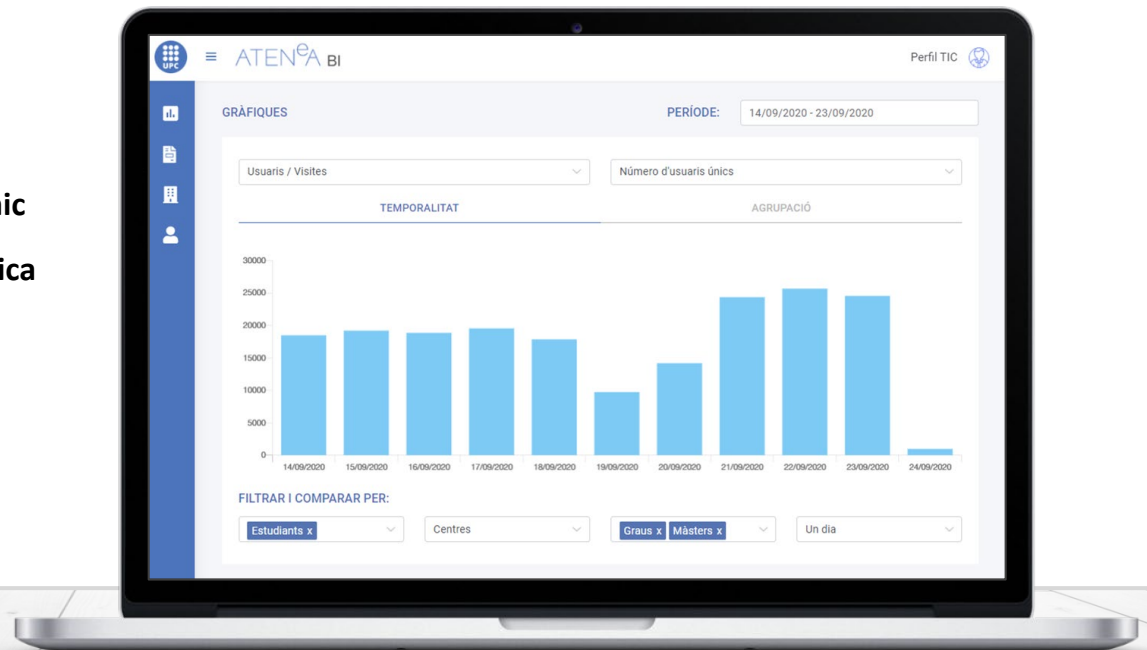 ic
ica
UPC
ATENeA BI
Perfil TIC
GRÀFIQUES
PERÍODE:
14/09/2020 - 23/09/2020
Usuaris / Visites
Número d'usuaris únics
TEMPORALITAT
AGRUPACIÓ
30000
25000
20000
15000
10000
5000
0
14/09/2020 15/09/2020 16/09/2020 17/09/2020 18/09/2020 19/09/2020 20/09/2020 21/09/2020 22/09/2020 23/09/2020 24/09/2020
FILTRAR I COMPARAR PER:
Estudiants x
Centres
Graus x Màsters x
Un dia